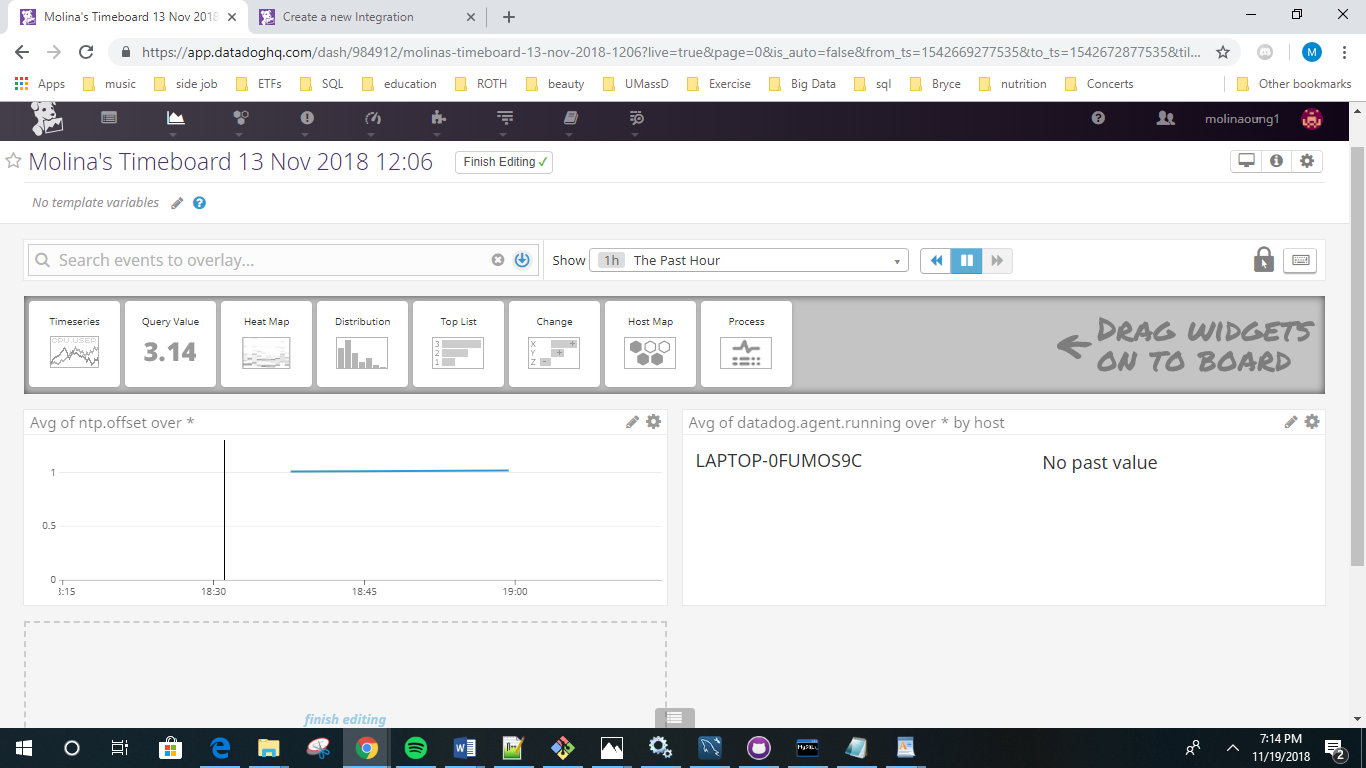 Molina's Timeboard 13 Nov 2018
Create a new Integration
https://app.datadoghq.com/dash/984912/molinas-timeboard-13-nov-2018-1206?live=true&page=0&is_auto=false&from_ts=1542669277535&to_ts=1542672877535&til...
M
Apps music side job ETFs SQL education ROTH beauty UMassD Exercise Big Data sql Bryce nutrition Concerts Other bookmarks
molinaoung1
Molina's Timeboard 13 Nov 2018 12:06 Finish Editing ✓
No template variables
Search events to overlay... Show 1h The Past Hour
Timeseries Query Value Heat Map Distribution Top List Change Host Map Process
CPU.USER
3.14
3
2
1
X
Y
Z
+
+
-
DRAG WIDGETS
ON TO BOARD
Avg of ntp.offset over *
1
0.5
0
18:30 18:45 19:00
Avg of datadog.agent.running over * by host
LAPTOP-0FUMOS9C No past value
finish editing
7:14 PM
11/19/2018
2